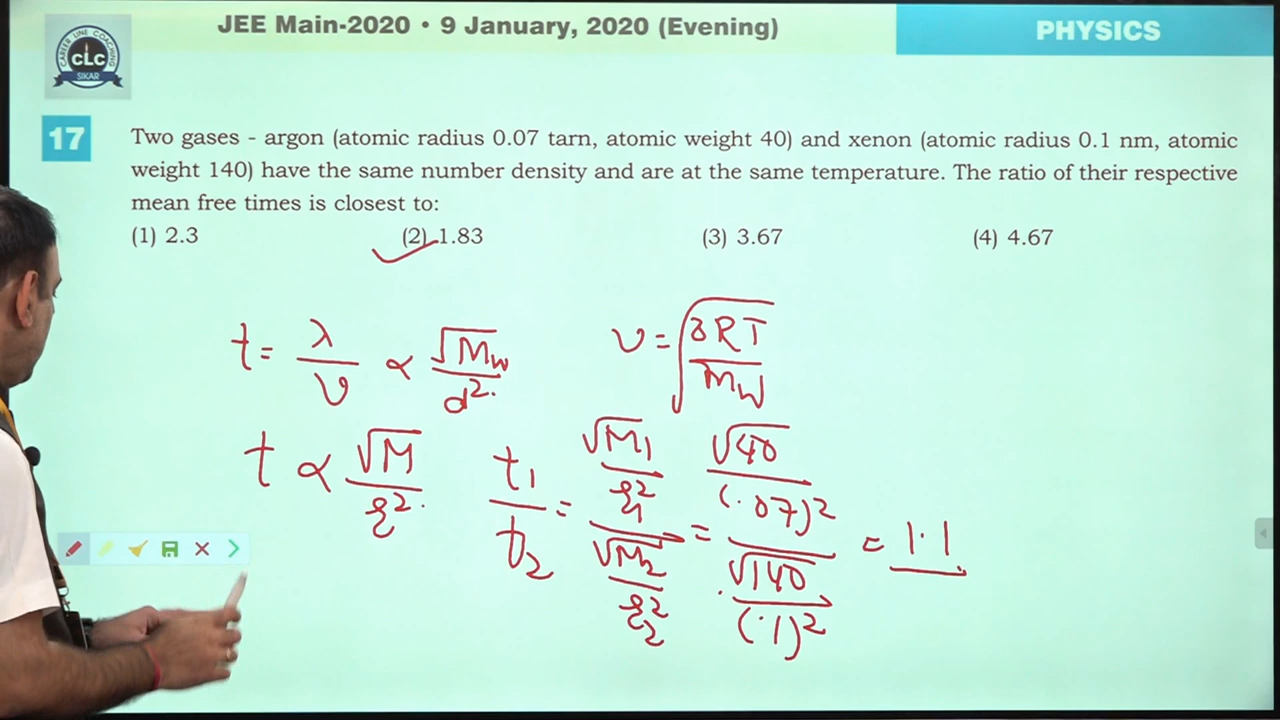 JEE Main-2020 • 9 January, 2020 (Evening)
PHYSICS
CAREER LINE COACHING
CLC
SIKAR
17
Two gases - argon (atomic radius 0.07 tarn, atomic weight 40) and xenon (atomic radius 0.1 nm, atomic
weight 140) have the same number density and are at the same temperature. The ratio of their respective
mean free times is closest to:
(1) 2.3 (2) 1.83 (3) 3.67 (4) 4.67
t = λ/υ ∝ √M_W/d² υ = √(8RT/M_W)
t ∝ √M/r² t₁/t₂ = (√M₁/r₁²)/(√M₂/r₂²) = (√40/(.07)²)/(√140/(.1)²) = 1.1